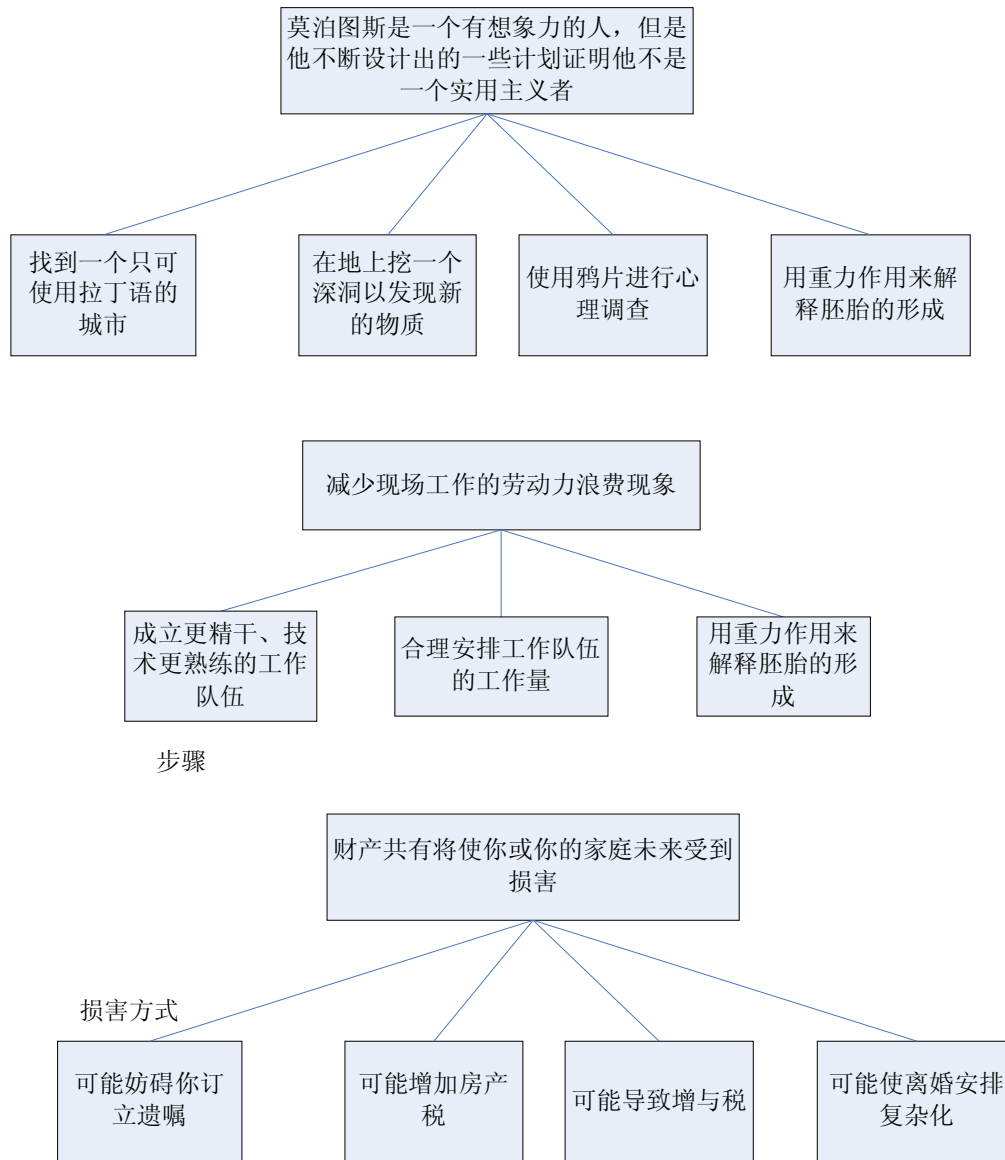 莫泊图斯是一个有想象力的人，但是
他不断设计出的一些计划证明他不是
一个实用主义者
找到一个只可
使用拉丁语的
城市
在地上挖一个
深洞以发现新
的物质
使用鸦片进行心
理调查
用重力作用来解
释胚胎的形成
减少现场工作的劳动力浪费现象
成立更精干、技
术更熟练的工作
队伍
合理安排工作队伍
的工作量
用重力作用来
解释胚胎的形
成
步骤
财产共有将使你或你的家庭未来受到
损害
损害方式
可能妨碍你订
立遗嘱
可能增加房产
税
可能导致增与税
可能使离婚安排
复杂化